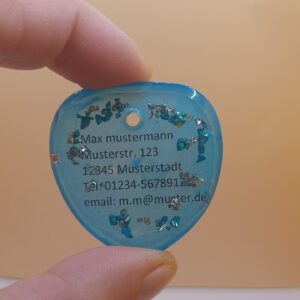 Max mustermann
Musterstr. 123
12345 Musterstadt
Tel: 01234-567891
email: m.m@muster.de